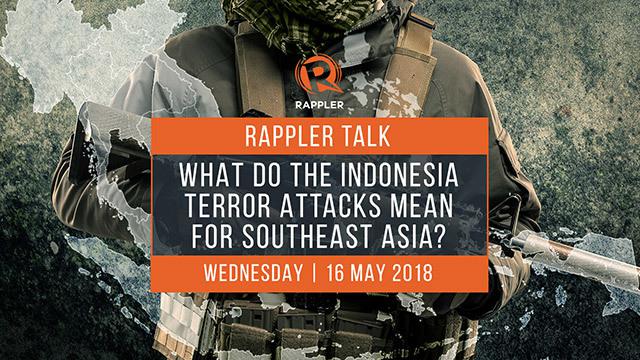 RAPPLER
RAPPLER TALK
WHAT DO THE INDONESIA
TERROR ATTACKS MEAN
FOR SOUTHEAST ASIA?
WEDNESDAY | 16 MAY 2018